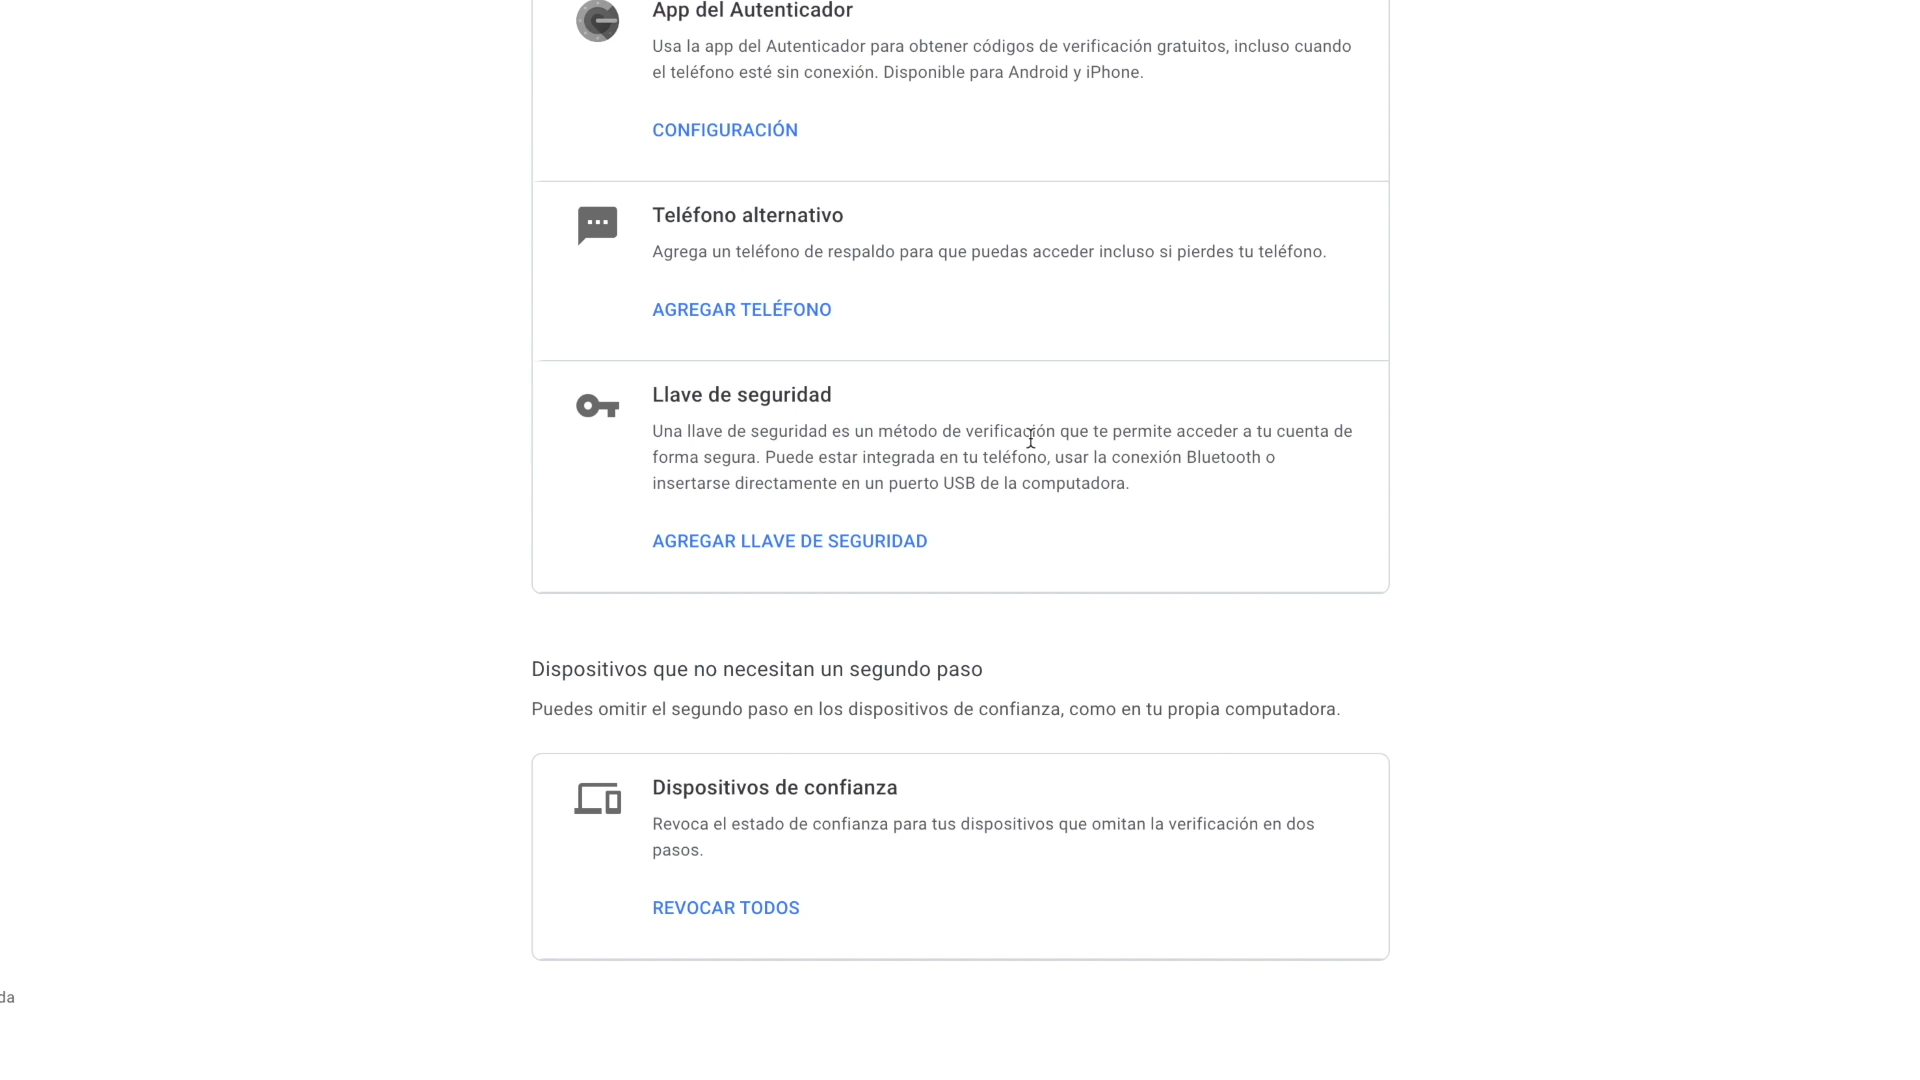 App del Autenticador
Usa la app del Autenticador para obtener códigos de verificación gratuitos, incluso cuando
el teléfono esté sin conexión. Disponible para Android y iPhone.
CONFIGURACIÓN
Teléfono alternativo
Agrega un teléfono de respaldo para que puedas acceder incluso si pierdes tu teléfono.
AGREGAR TELÉFONO
Llave de seguridad
Una llave de seguridad es un método de verificación que te permite acceder a tu cuenta de
forma segura. Puede estar integrada en tu teléfono, usar la conexión Bluetooth o
insertarse directamente en un puerto USB de la computadora.
AGREGAR LLAVE DE SEGURIDAD
Dispositivos que no necesitan un segundo paso
Puedes omitir el segundo paso en los dispositivos de confianza, como en tu propia computadora.
Dispositivos de confianza
Revoca el estado de confianza para tus dispositivos que omitan la verificación en dos
pasos.
REVOCAR TODOS
da